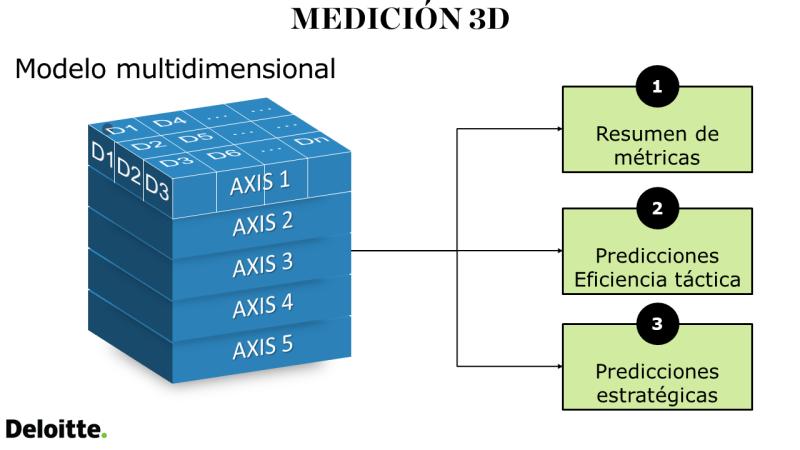 MEDICIÓN 3D
Modelo multidimensional
D1 D4 ... ...
D2 D5 ... ...
D3 D6 ... Dn
D1 D2 D3
AXIS 1
AXIS 2
AXIS 3
AXIS 4
AXIS 5
1
Resumen de
métricas
2
Predicciones
Eficiencia táctica
3
Predicciones
estratégicas
Deloitte.